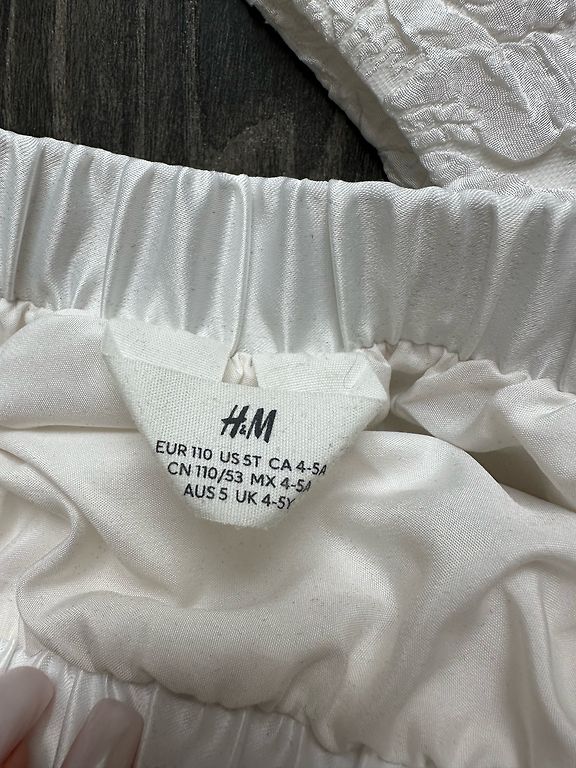 H&M
EUR 110 US 5T CA 4-5A
CN 110/53 MX 4-5A
AUS 5 UK 4-5Y